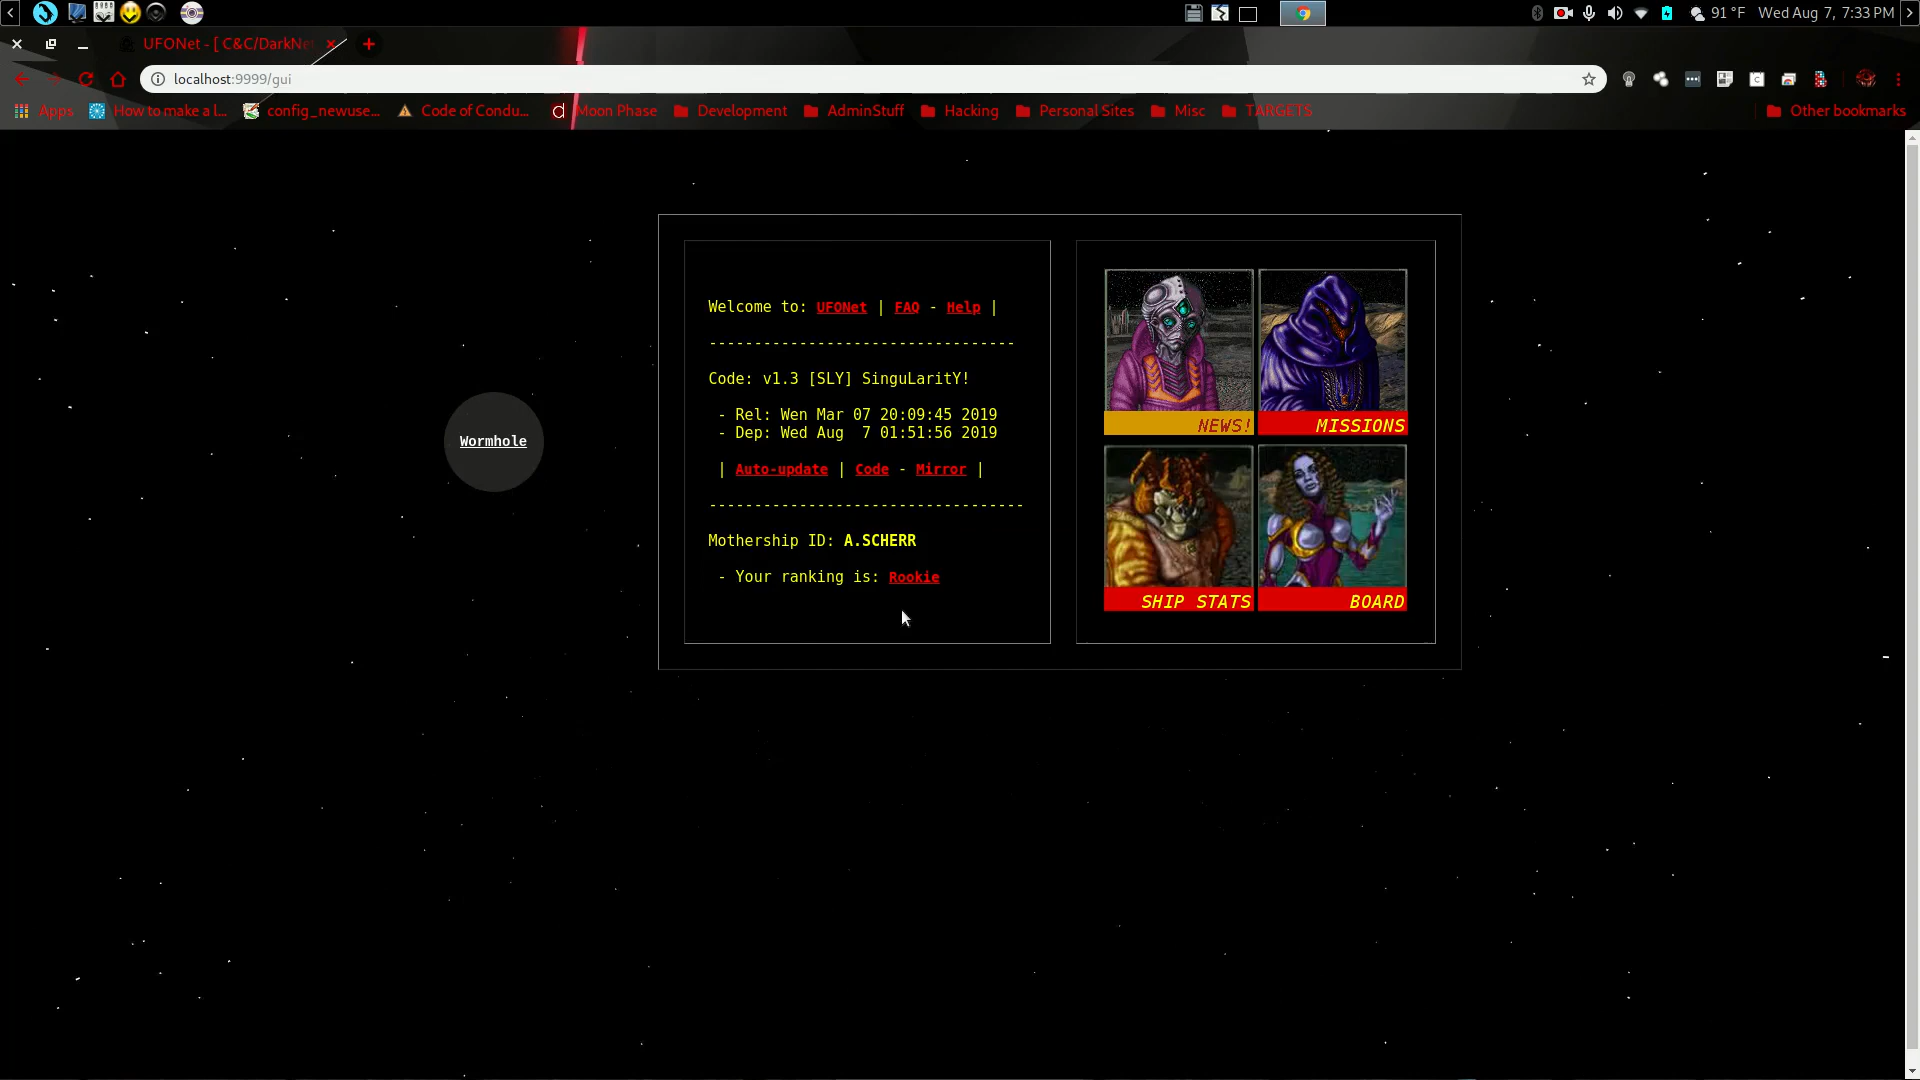 91 °F Wed Aug 7, 7:33 PM
UFONet - [ C&C/DarkNe
localhost:9999/gui
Apps How to make a l... config_newuse... Code of Condu... Moon Phase Development AdminStuff Hacking Personal Sites Misc TARGETS Other bookmarks
Wormhole
Welcome to: UFONet | FAQ - Help |
----------------------------------
Code: v1.3 [SLY] SinguLaritY!
- Rel: Wen Mar 07 20:09:45 2019
- Dep: Wed Aug  7 01:51:56 2019
| Auto-update | Code - Mirror |
-----------------------------------
Mothership ID: A.SCHERR
- Your ranking is: Rookie
NEWS!
MISSIONS
SHIP STATS
BOARD